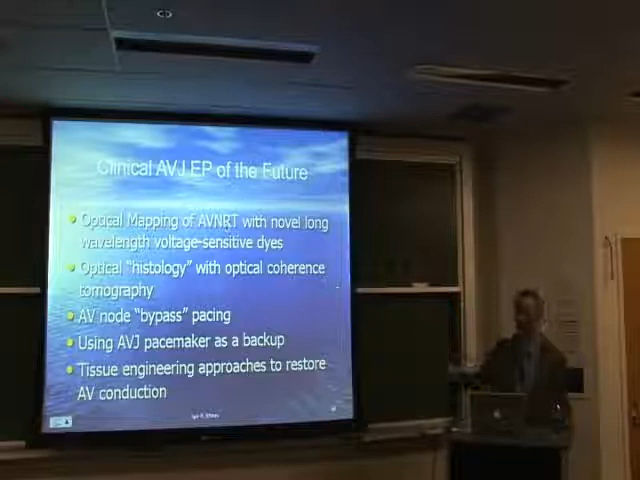 Clinical AVJ EP of the Future
Optical Mapping of AVNRT with novel long
wavelength voltage-sensitive dyes
Optical "histology" with optical coherence
tomography
AV node "bypass" pacing
Using AVJ pacemaker as a backup
Tissue engineering approaches to restore
AV conduction